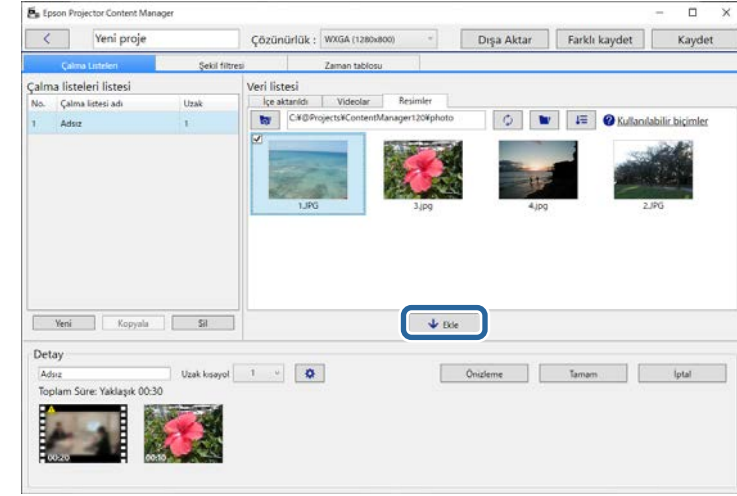 Epson Projector Content Manager
Yeni proje
Çözünürlük : WXGA (1280x800)
Dışa Aktar
Farklı kaydet
Kaydet
Çalma Listeleri
Şekil filtresi
Zaman tablosu
Çalma listeleri listesi
No. Çalma listesi adı Uzak
1 Adsız 1
Yeni
Kopyala
Sil
Veri listesi
İçe aktarıldı
Videolar
Resimler
C:¥@Projects¥ContentManager120¥photo
Kullanılabilir biçimler
1.JPG
3.jpg
4.jpg
2.JPG
Ekle
Detay
Adsız
Uzak kısayol 1
Önizleme
Tamam
İptal
Toplam Süre: Yaklaşık 00:30
00:20
00:10